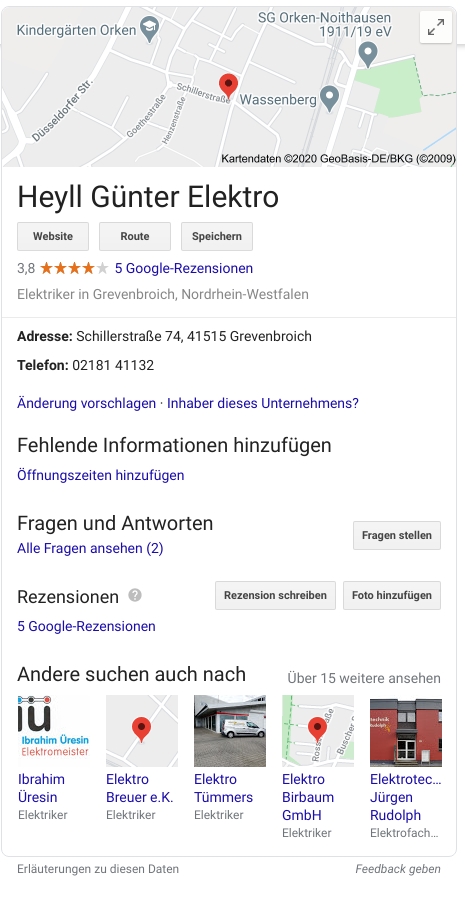 Kindergärten Orken
SG Orken-Noithausen
1911/19 eV
Düsseldorfer Str.
Goethestraße
Henzenstraße
Schillerstraße
Wassenberg
Kartendaten ©2020 GeoBasis-DE/BKG (©2009)
Heyll Günter Elektro
Website
Route
Speichern
3,8 5 Google-Rezensionen
Elektriker in Grevenbroich, Nordrhein-Westfalen
Adresse: Schillerstraße 74, 41515 Grevenbroich
Telefon: 02181 41132
Änderung vorschlagen · Inhaber dieses Unternehmens?
Fehlende Informationen hinzufügen
Öffnungszeiten hinzufügen
Fragen und Antworten
Alle Fragen ansehen (2)
Fragen stellen
Rezensionen ?
Rezension schreiben
Foto hinzufügen
5 Google-Rezensionen
Andere suchen auch nach
Über 15 weitere ansehen
Ibrahim Üresin
Elektromeister
Ibrahim
Üresin
Elektriker
Elektro
Breuer e.K.
Elektriker
Elektro
Tümmers
Elektriker
Buscher
Elektro
Birbaum
GmbH
Elektriker
technik
Rudolph
Elektrotec...
Jürgen
Rudolph
Elektrofach...
Erläuterungen zu diesen Daten
Feedback geben